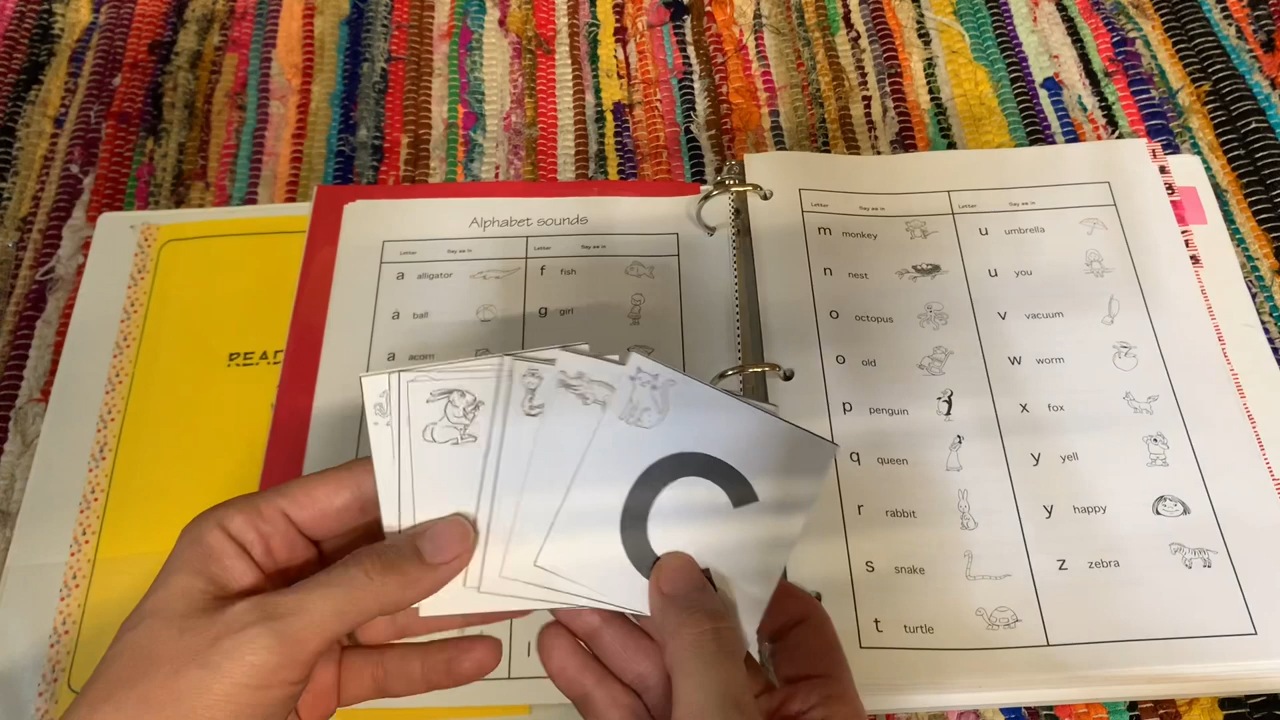 READ
Alphabet sounds
Letter Say as in Letter Say as in
a alligator f fish
a ball g girl
a acorn
l
c
Letter Say as in Letter Say as in
m monkey u umbrella
n nest u you
o octopus v vacuum
o old w worm
p penguin x fox
q queen y yell
r rabbit y happy
s snake z zebra
t turtle